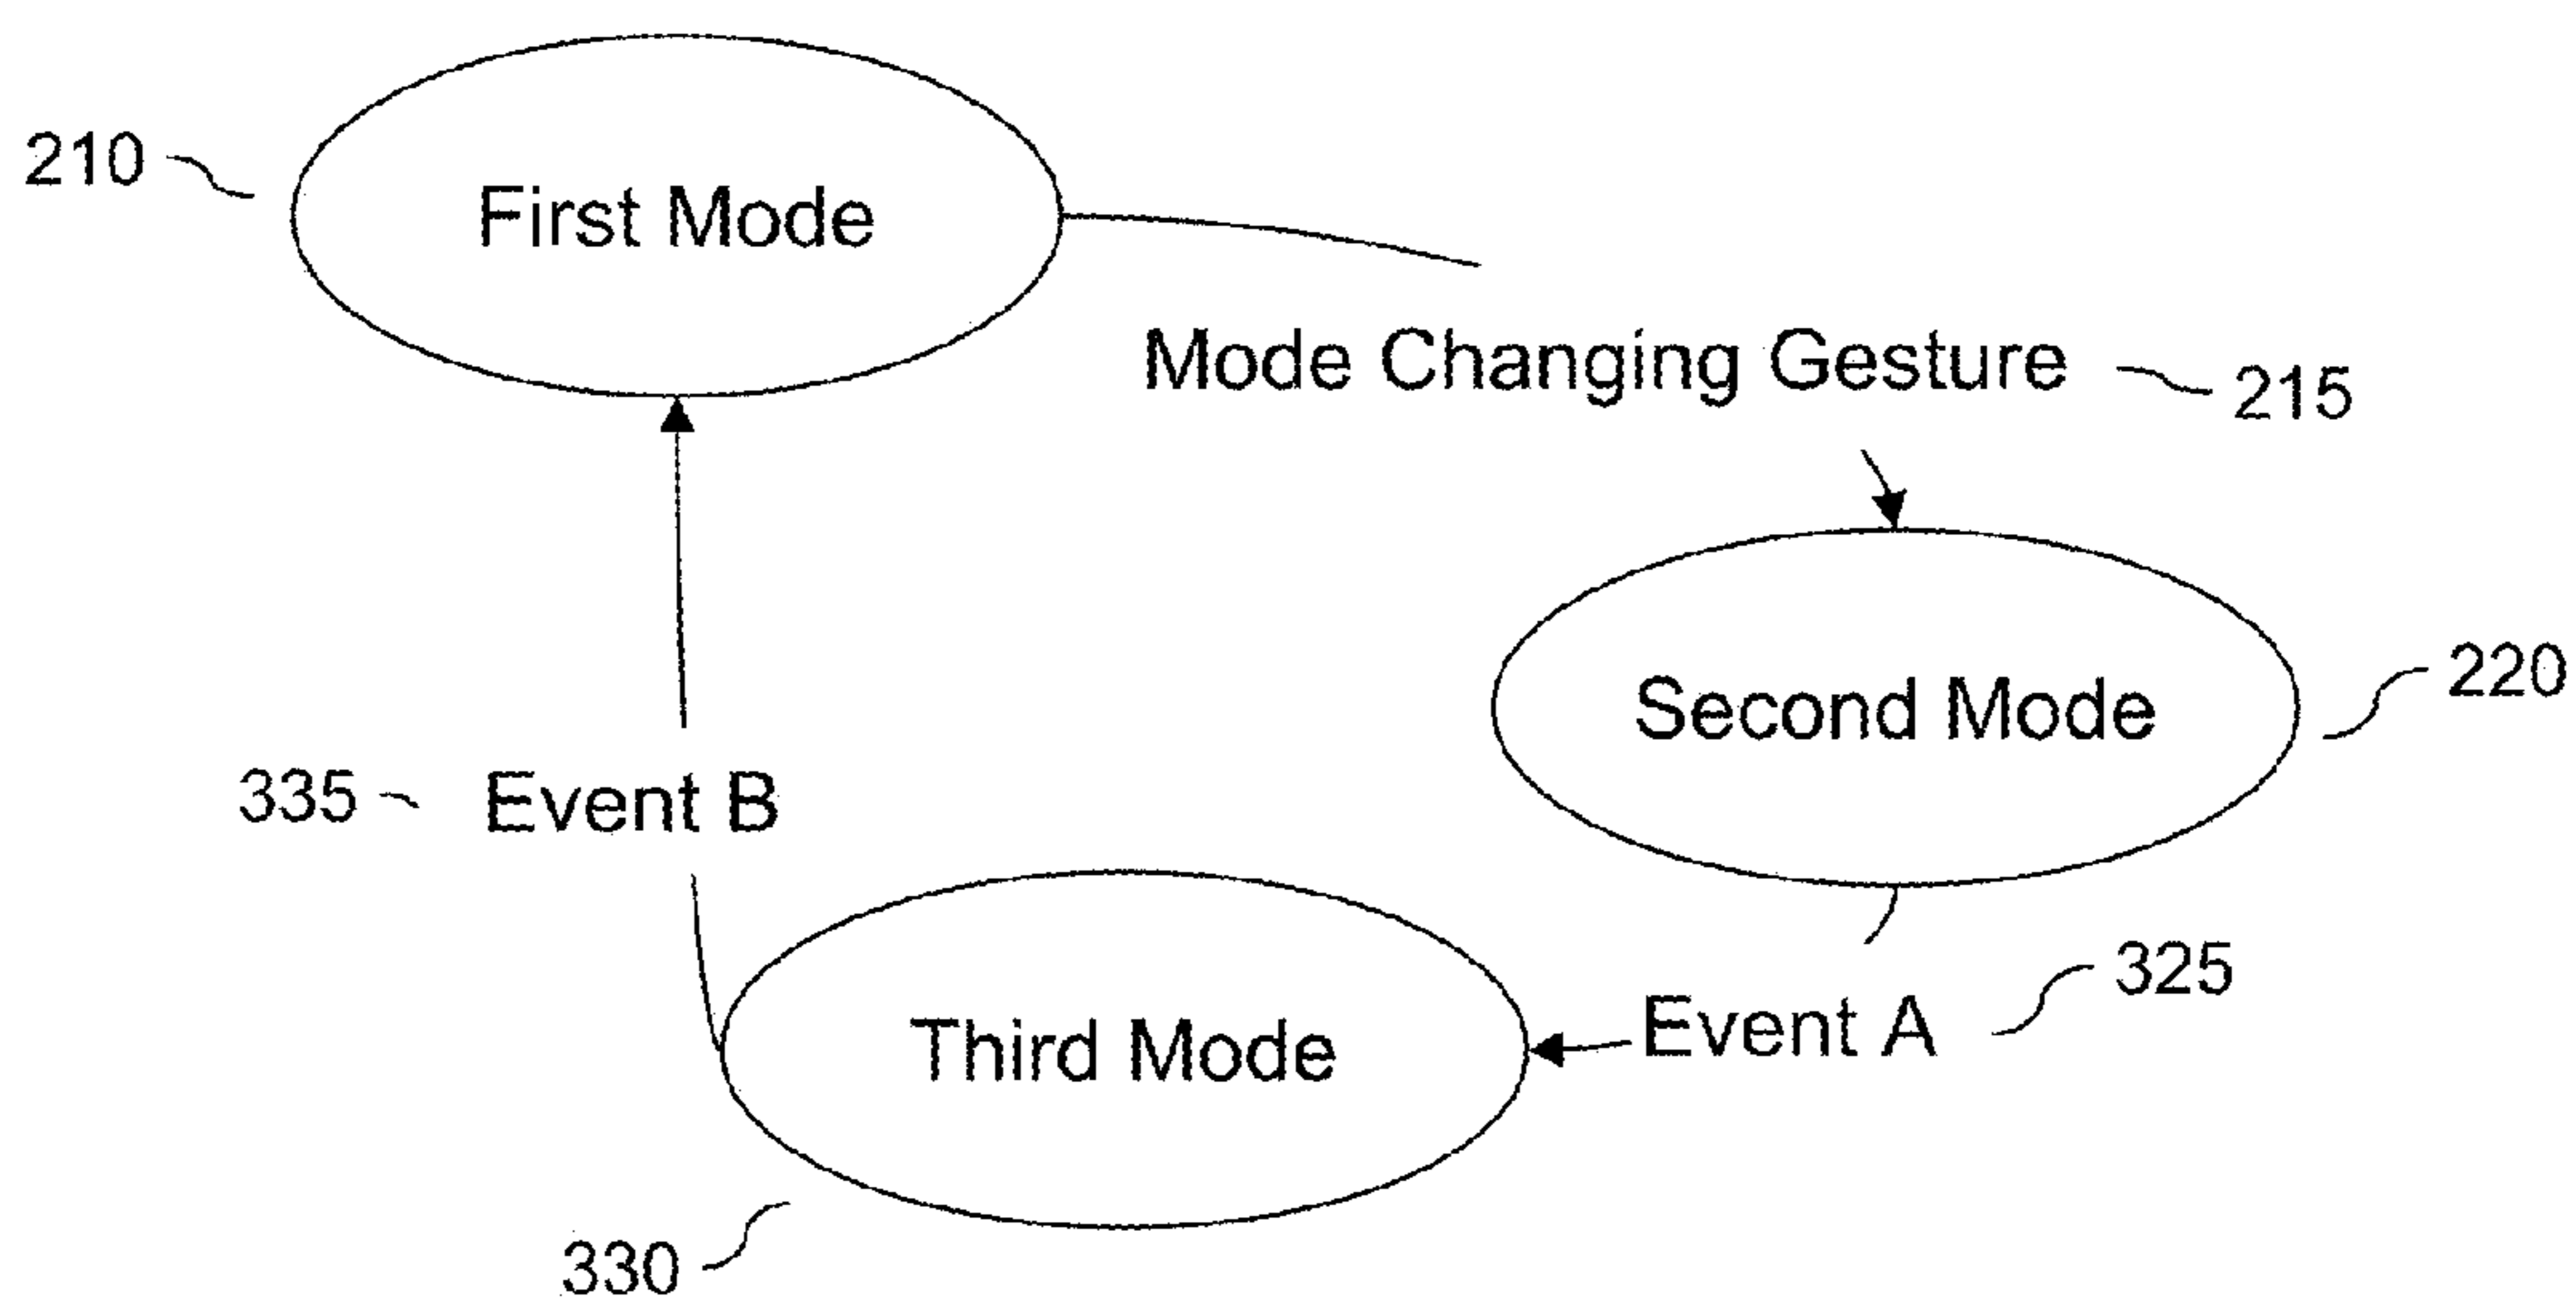 210
First Mode
Mode Changing Gesture
215
220
Second Mode
335
Event B
325
Event A
Third Mode
330